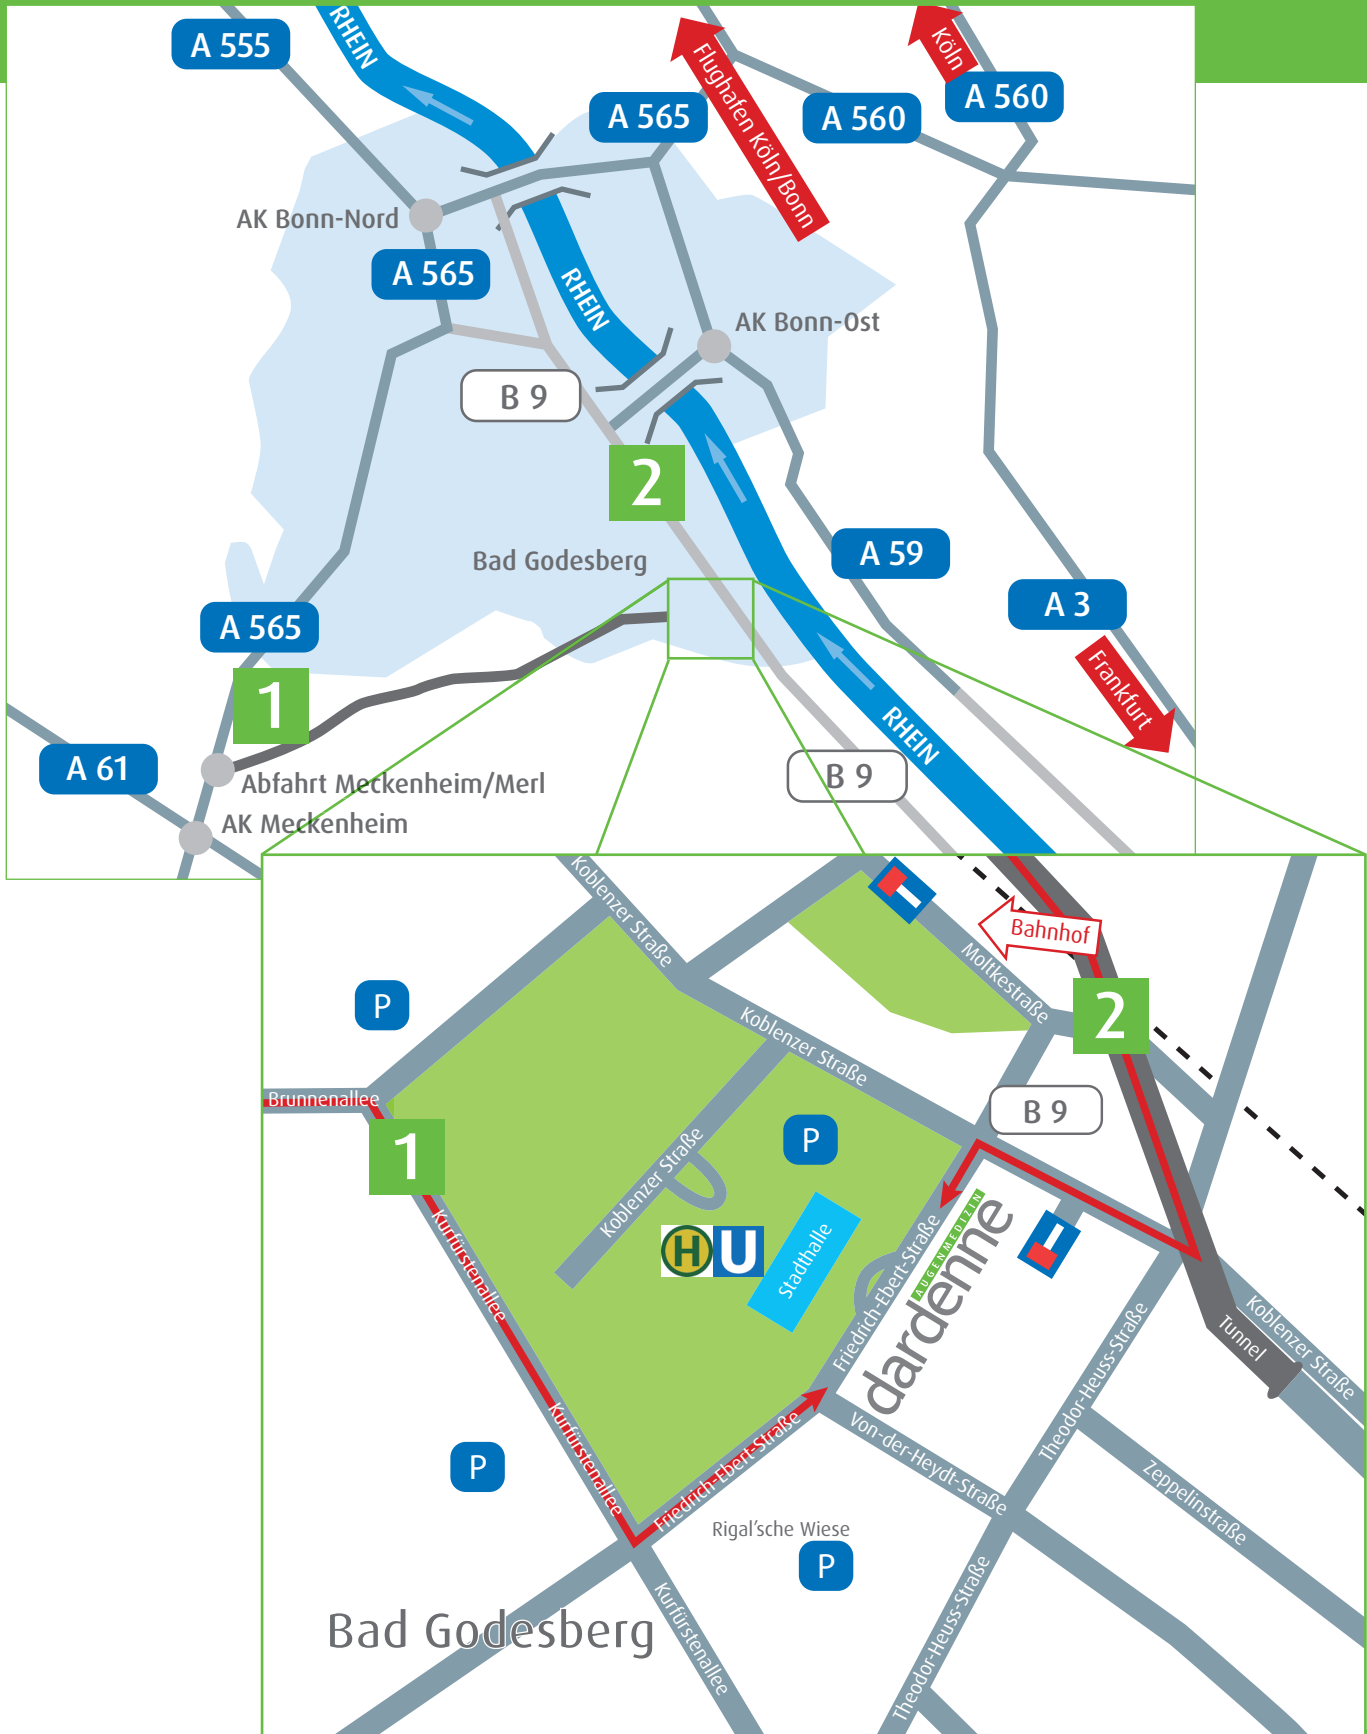 A 555
RHEIN
Flughafen Köln/Bonn
Köln
A 565
A 560
A 560
AK Bonn-Nord
A 565
RHEIN
AK Bonn-Ost
B 9
2
Bad Godesberg
A 59
A 3
A 565
Frankfurt
1
RHEIN
A 61
B 9
Abfahrt Meckenheim/Merl
AK Meckenheim
Koblenzer Straße
Bahnhof
Moltkestraße
P
2
Koblenzer Straße
Brunnenallee
B 9
1
P
Koblenzer Straße
Kurfürstenallee
H
U
Stadthalle
Friedrich-Ebert-Straße
AUGENMEDIZIN
dardenne
Koblenzer Straße
Tunnel
Theodor-Heuss-Straße
Kurfürstenallee
Friedrich-Ebert-Straße
Von-der-Heydt-Straße
P
Zeppelinstraße
Rigal'sche Wiese
P
Kurfürstenallee
Theodor-Heuss-Straße
Bad Godesberg